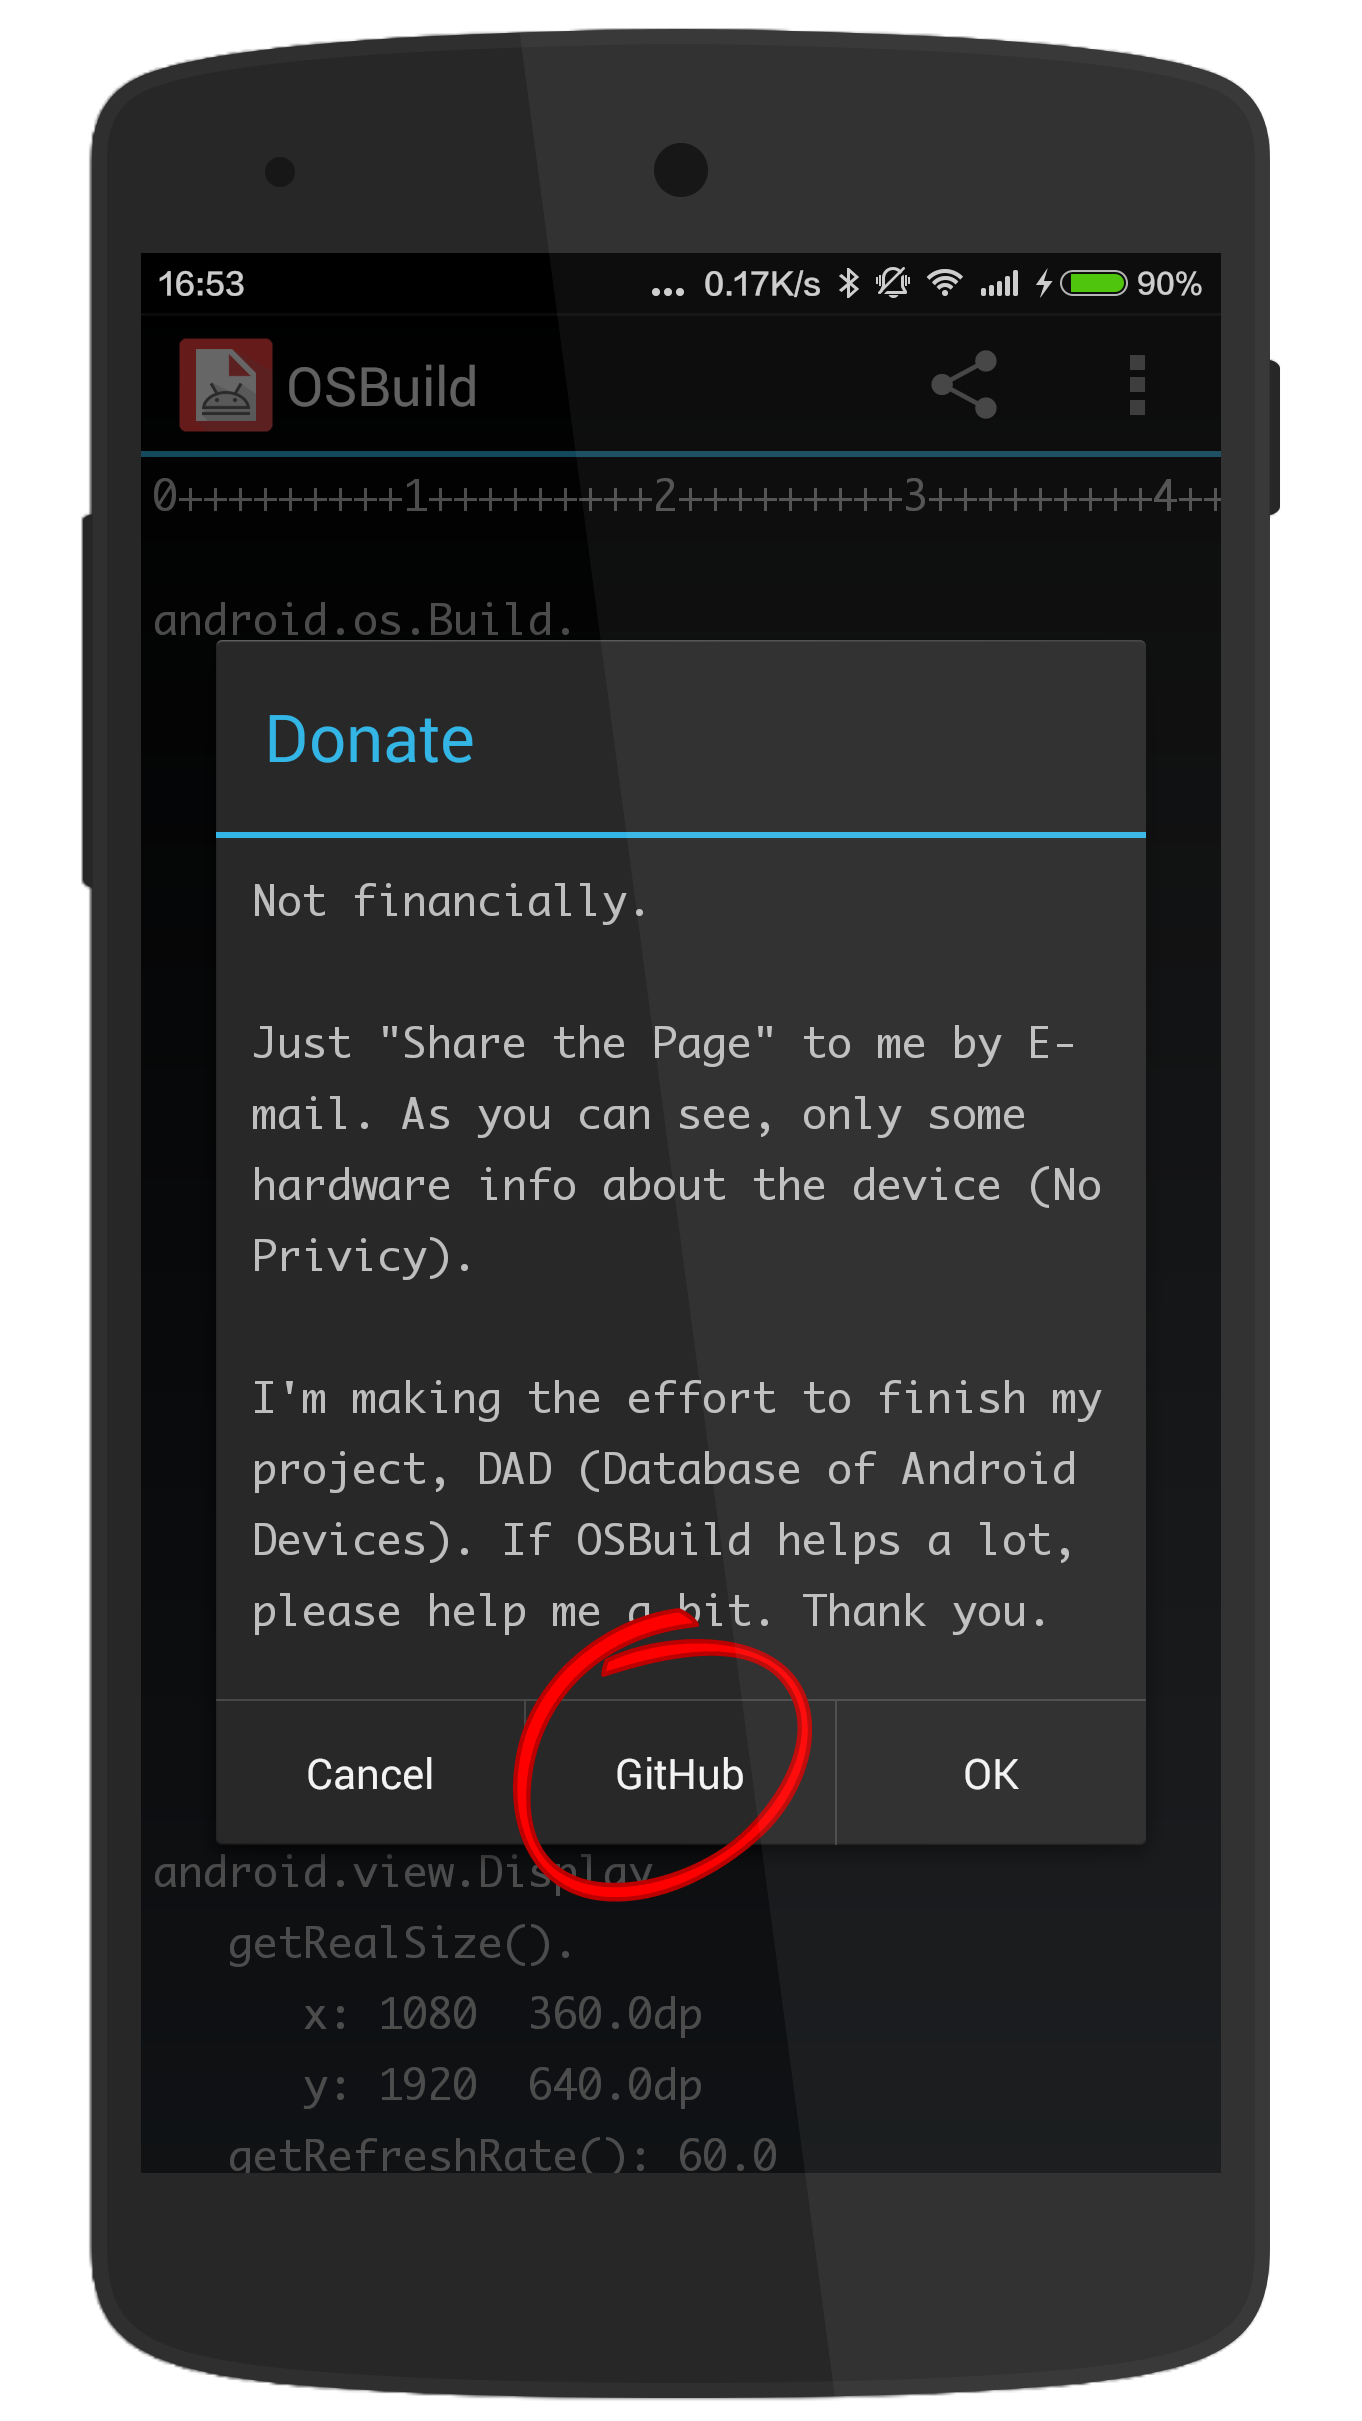 16:53 ... 0.17K/s 90%
OSBuild
0+++++++++1+++++++++2+++++++++3+++++++++4++
android.os.Build.
Donate
Not financially.
Just "Share the Page" to me by E-
mail. As you can see, only some
hardware info about the device (No
Privicy).
I'm making the effort to finish my
project, DAD (Database of Android
Devices). If OSBuild helps a lot,
please help me a bit. Thank you.
Cancel GitHub OK
android.view.Display
getRealSize().
x: 1080 360.0dp
y: 1920 640.0dp
getRefreshRate(): 60.0